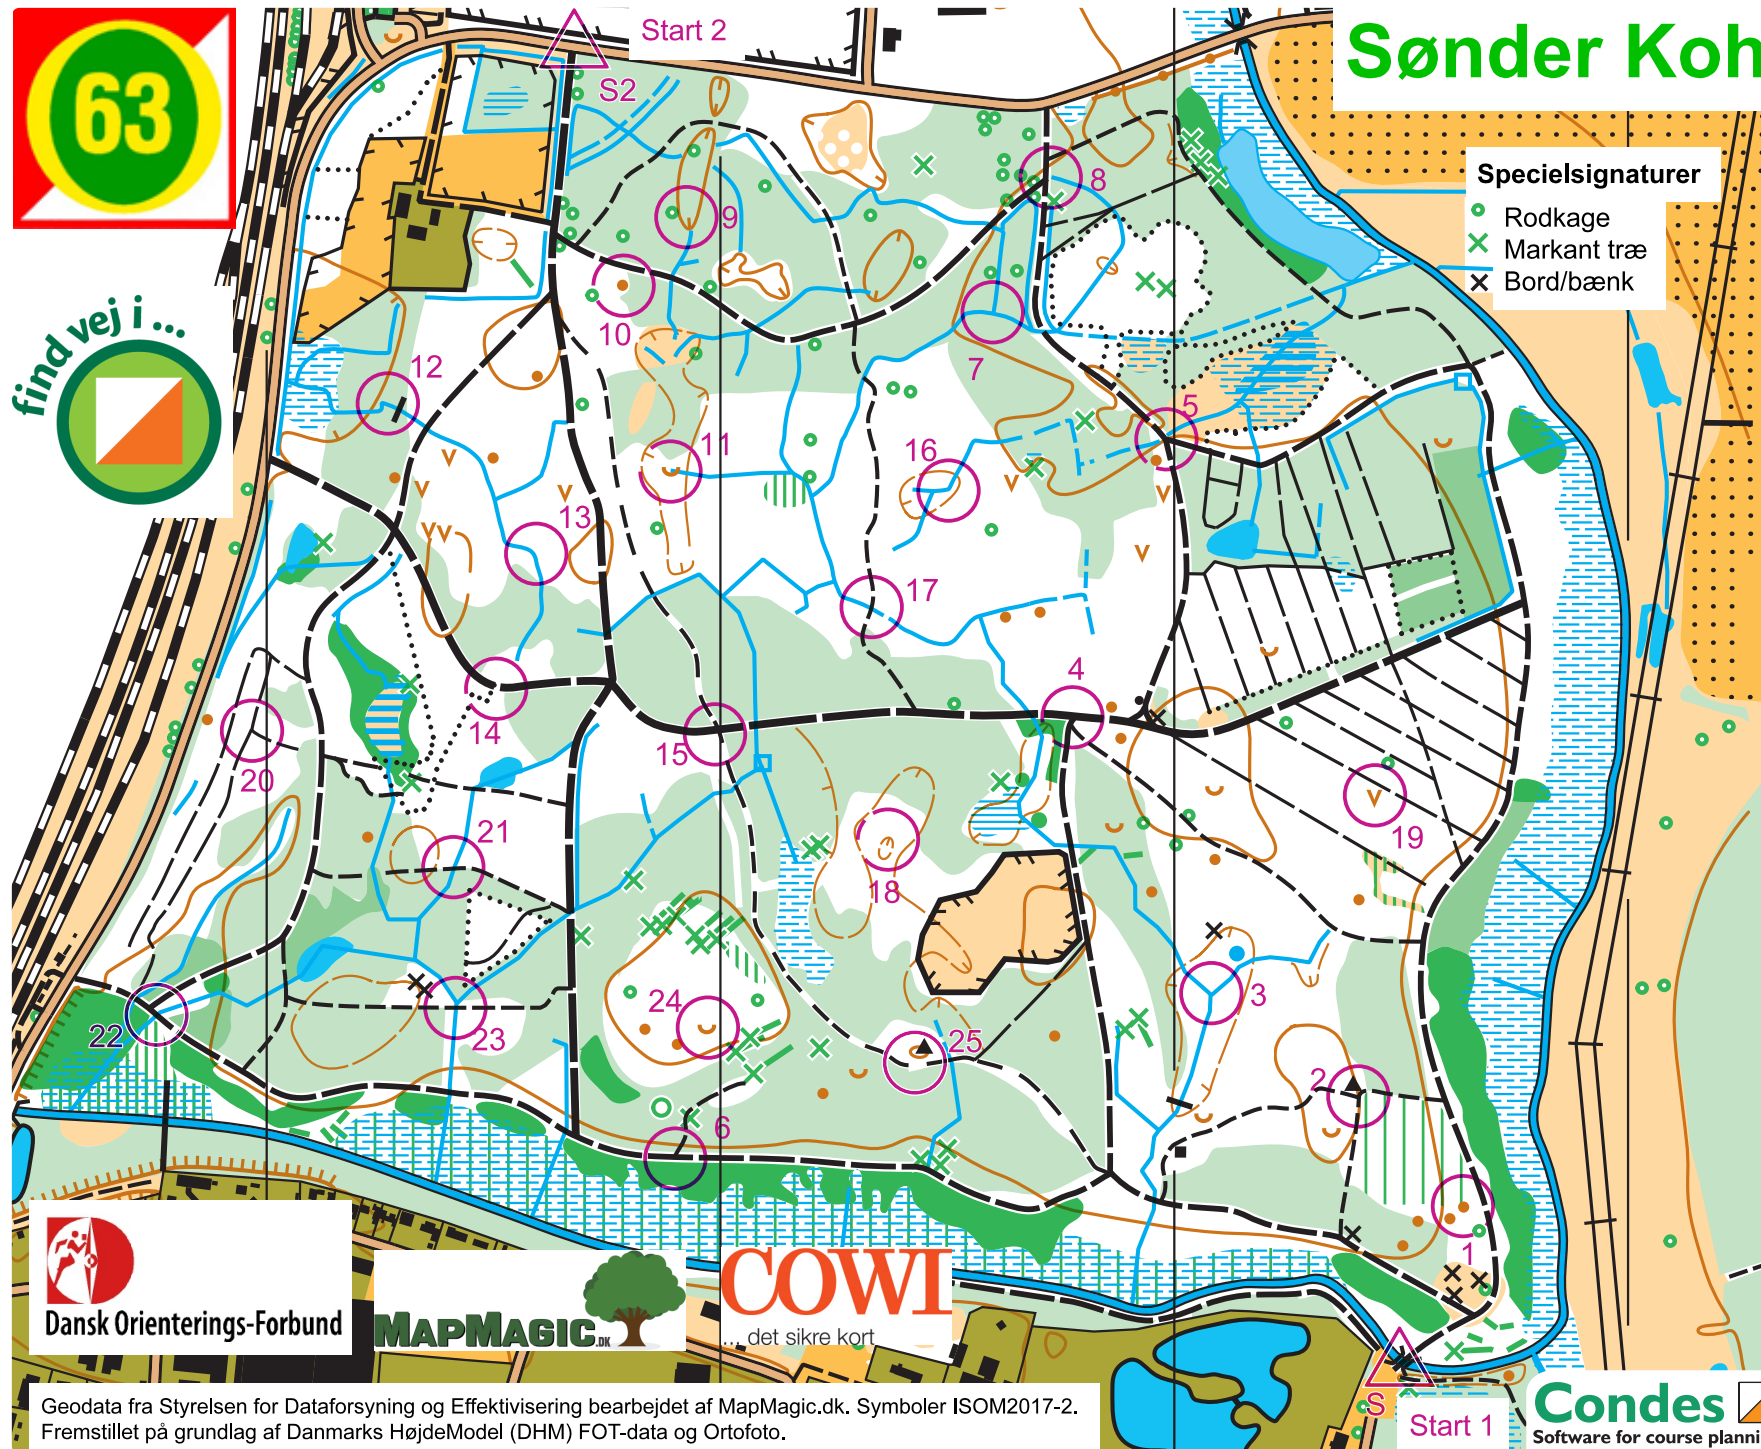 63
Start 2
S2
Sønder Koh
Specielsignaturer
Rodkage
Markant træ
Bord/bænk
find vej i ...
8
9
10
7
12
5
11
16
13
17
4
14
15
20
21
19
18
3
24
22
23
25
2
6
1
Dansk Orienterings-Forbund
MAPMAGIC.DK
COWI
... det sikre kort
S
Start 1
Geodata fra Styrelsen for Dataforsyning og Effektivisering bearbejdet af MapMagic.dk. Symboler ISOM2017-2.
Fremstillet på grundlag af Danmarks HøjdeModel (DHM) FOT-data og Ortofoto.
Condes
Software for course planni